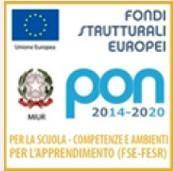 FONDI
STRUTTURALI
EUROPEI
Unione Europea
MIUR
pon
2014-2020
PER LA SCUOLA - COMPETENZE E AMBIENTI
PER L'APPRENDIMENTO (FSE-FESR)